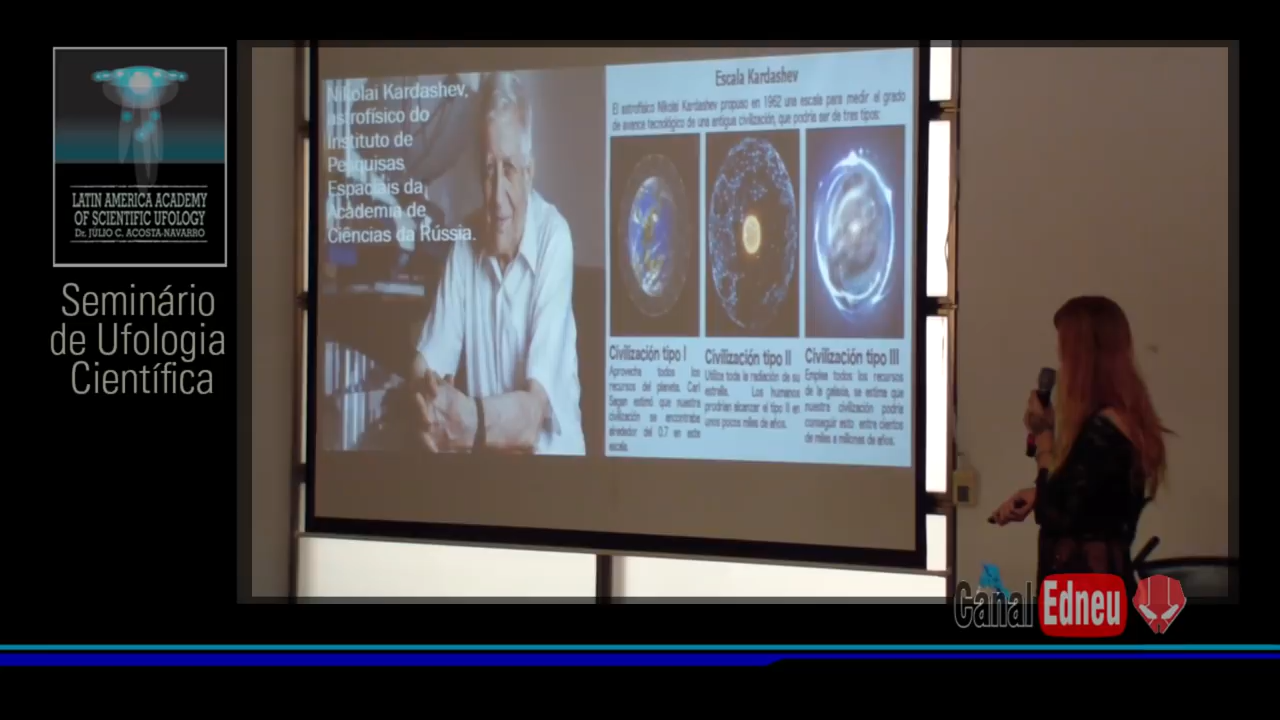 LATIN AMERICA ACADEMY
OF SCIENTIFIC UFOLOGY
Dr. JÚLIO C. ACOSTA-NAVARRO
Seminário
de Ufologia
Científica
Nikolai Kardashev,
astrofísico do
Instituto de
Pesquisas
Espaciais da
Academia de
Ciências da Rússia.
Escala Kardashev
El astrofísico Nikolai Kardashev propuso en 1962 una escala para medir el grado
de avance tecnológico de una antigua civilización, que podría ser de tres tipos:
Civilización tipo I
Aprovecha todos los
recursos del planeta. Carl
Sagan estimó que nuestra
civilización se encontraba
alrededor del 0.7 en esta
escala.
Civilización tipo II
Utiliza toda la radiación de su
estrella. Los humanos
prodrían alcanzar el tipo II en
unos pocos miles de años.
Civilización tipo III
Emplea todos los recursos
de la galaxia, se estima que
nuestra civilización podría
conseguir esto entre cientos
de miles a millones de años.
Canal Edneu